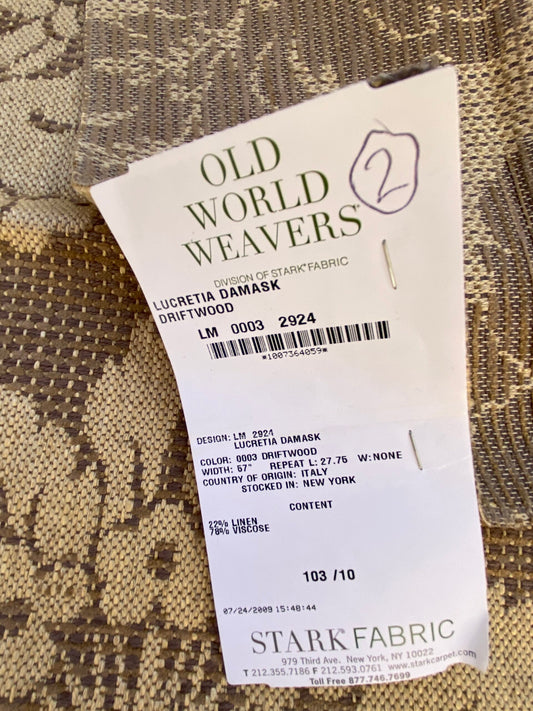 OLD
WORLD
WEAVERS
2
DIVISION OF STARK FABRIC
LUCRETIA DAMASK
DRIFTWOOD
LM 0003 2924
*1007364059*
DESIGN: LM 2924
LUCRETIA DAMASK
COLOR: 0003 DRIFTWOOD
WIDTH: 57" REPEAT L: 27.75 W: NONE
COUNTRY OF ORIGIN: ITALY
STOCKED IN: NEW YORK
CONTENT
22% LINEN
78% VISCOSE
103 /10
07/24/2009 15:48:44
STARK FABRIC
979 Third Ave. New York, NY 10022
T 212.355.7186 F 212.593.0761 www.starkcarpet.com
Toll Free 877.746.7699